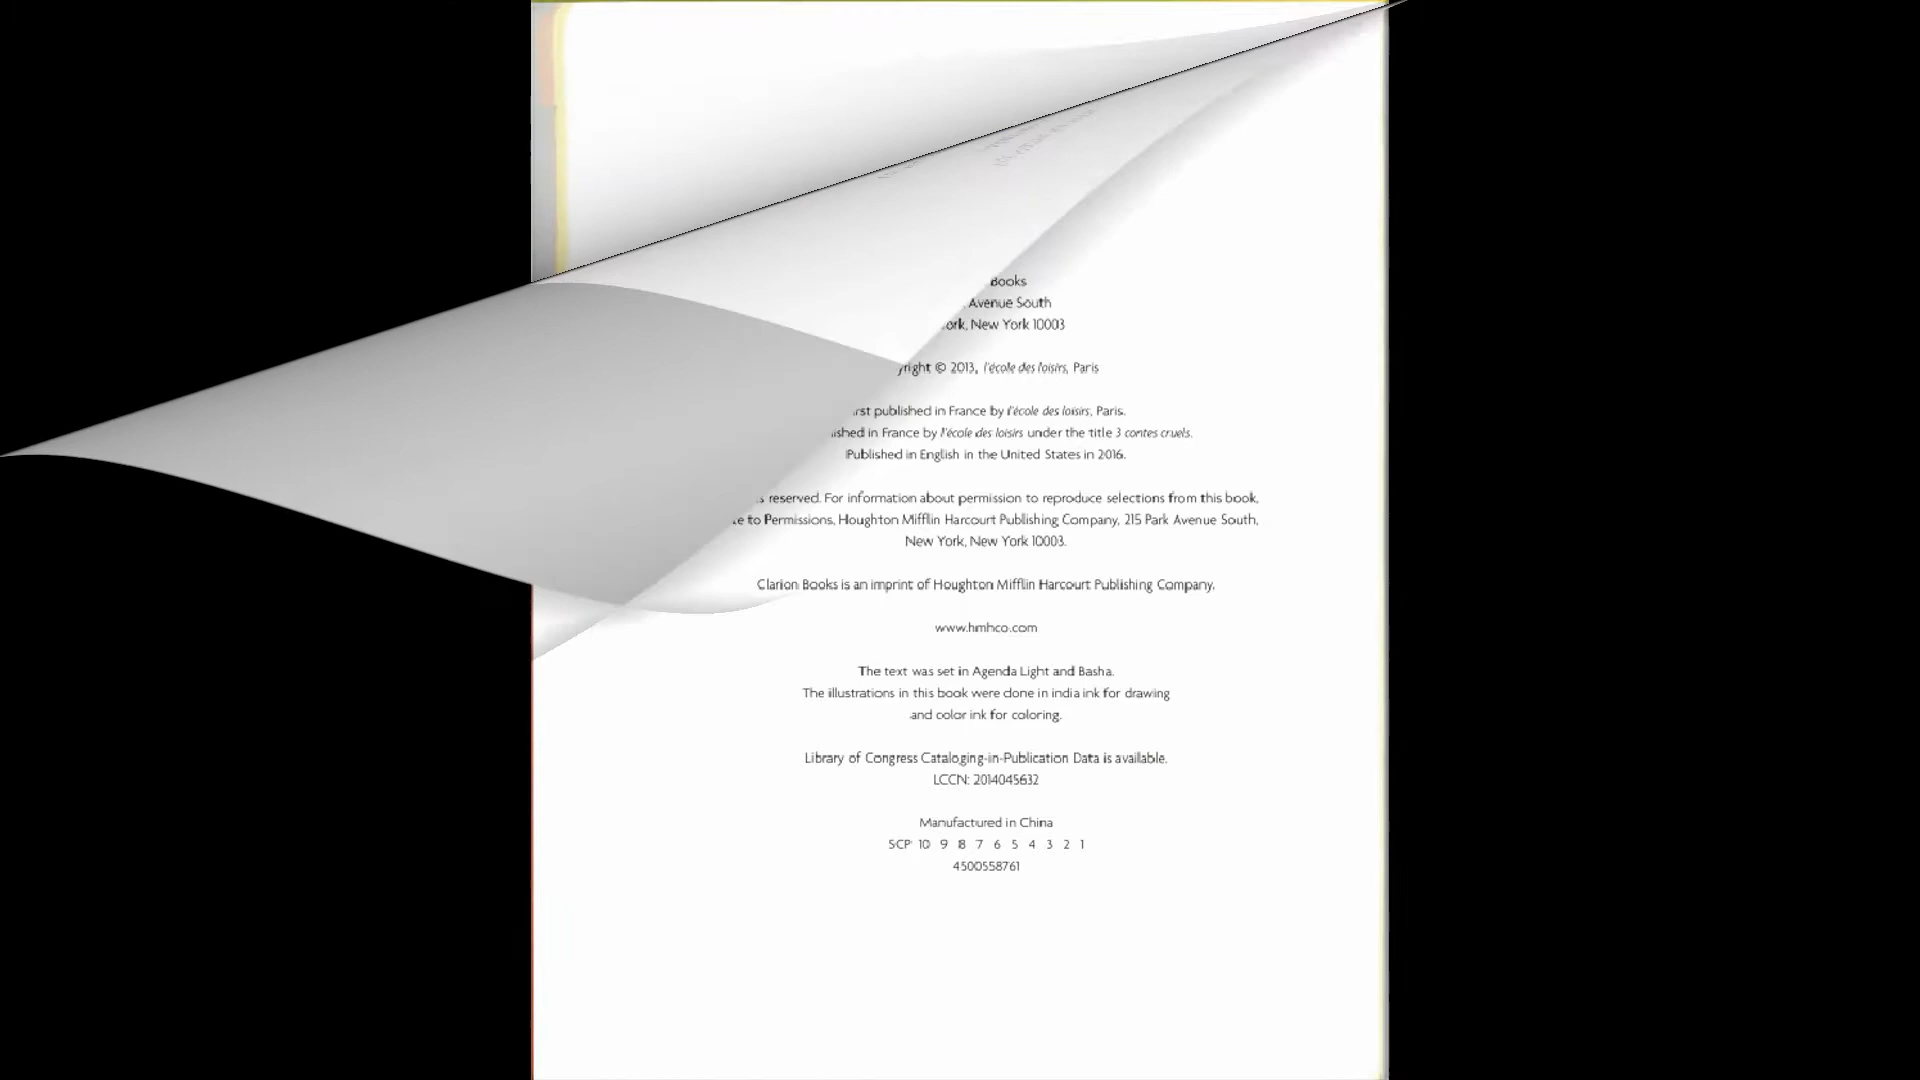 Books
Avenue South
New York 10003
© 2013, l'école des loisirs, Paris
published in France by l'école des loisirs, Paris.
in France by l'école des loisirs under the title 3 contes cruels.
Published in English in the United States in 2016.
reserved. For information about permission to reproduce selections from this book,
to Permissions, Houghton Mifflin Harcourt Publishing Company, 215 Park Avenue South,
New York, New York 10003.
Clarion Books is an imprint of Houghton Mifflin Harcourt Publishing Company.
www.hmhco.com
The text was set in Agenda Light and Basha.
The illustrations in this book were done in india ink for drawing
and color ink for coloring.
Library of Congress Cataloging-in-Publication Data is available.
LCCN: 2014045632
Manufactured in China
SCP 10 9 8 7 6 5 4 3 2 1
4500558761